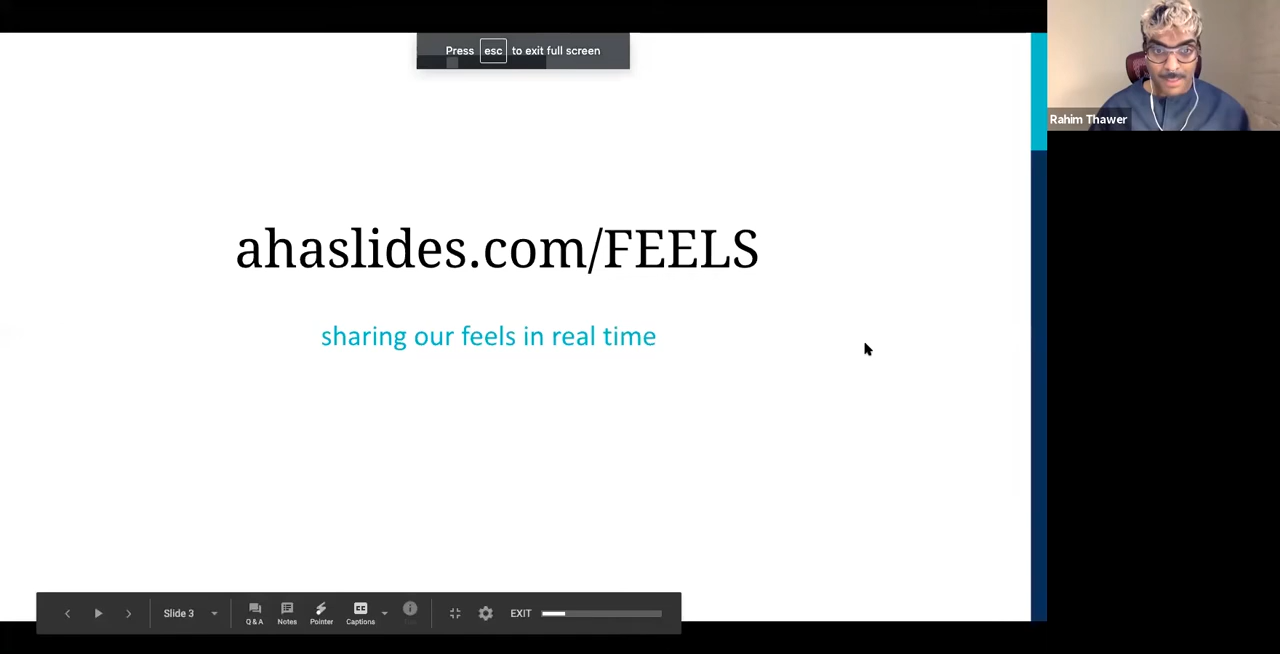 Press esc to exit full screen
Rahim Thawer
ahaslides.com/FEELS
sharing our feels in real time
Slide 3
Q & A
Notes
Pointer
CC
Captions
EXIT